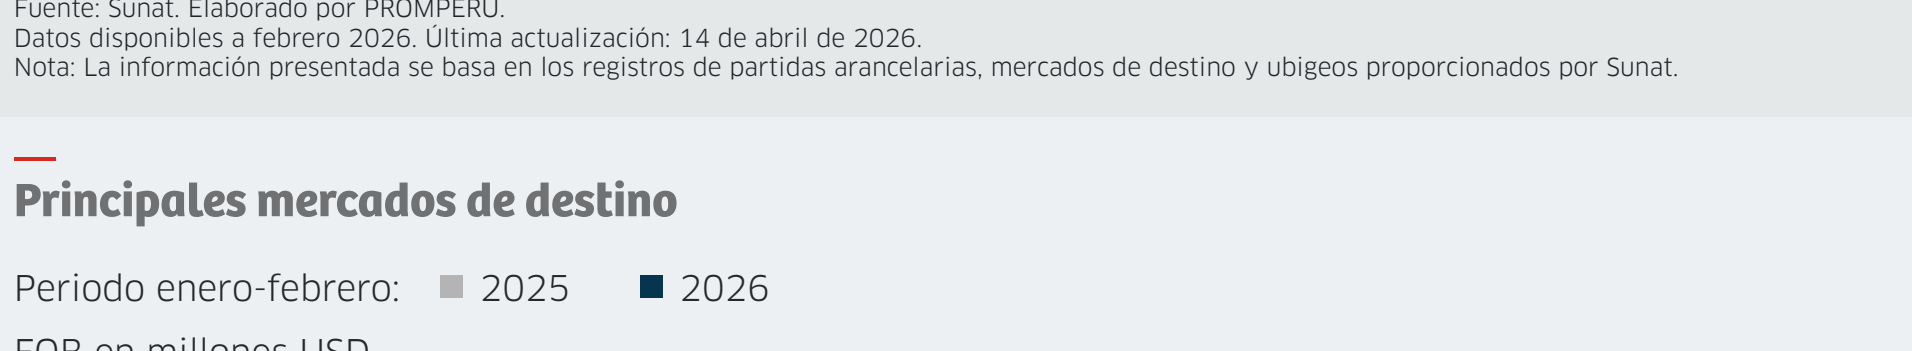 Fuente: Sunat. Elaborado por PROMPERÚ.
Datos disponibles a febrero 2026. Última actualización: 14 de abril de 2026.
Nota: La información presentada se basa en los registros de partidas arancelarias, mercados de destino y ubigeos proporcionados por Sunat.
Principales mercados de destino
Periodo enero-febrero: 2025 2026
FOB en millones USD